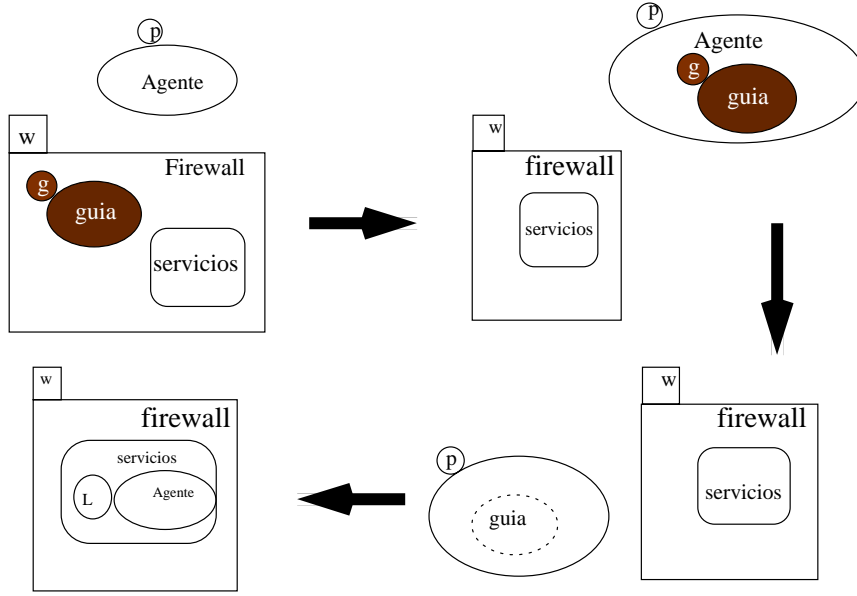 p
Agente
w
Firewall
g
guia
servicios
p
Agente
g
guia
w
firewall
servicios
w
firewall
servicios
p
guia
w
firewall
servicios
L
Agente